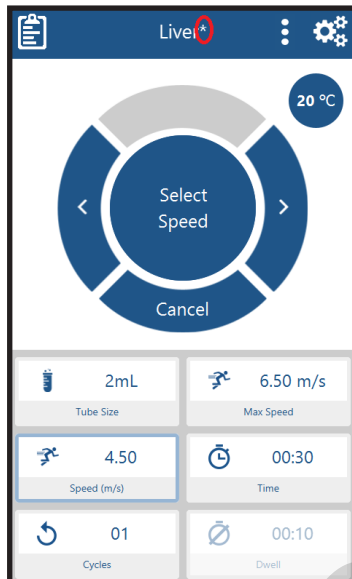 Liver*
20 °C
Select
Speed
< >
Cancel
2mL
Tube Size
6.50 m/s
Max Speed
4.50
Speed (m/s)
00:30
Time
01
Cycles
00:10
Dwell